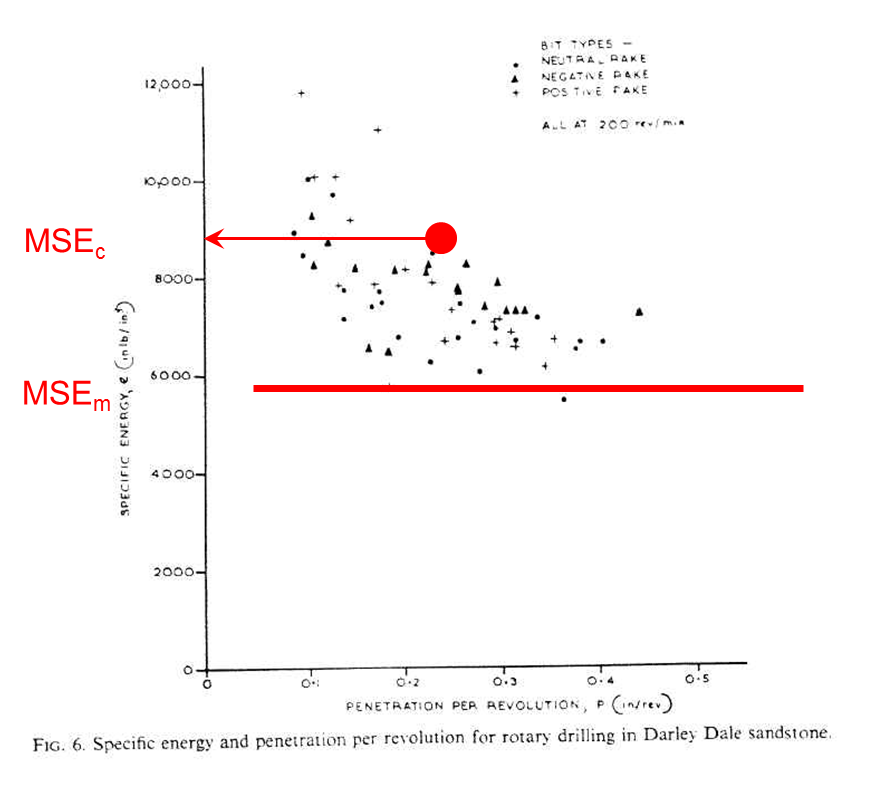 BIT TYPES —
NEUTRAL RAKE
NEGATIVE RAKE
POSITIVE RAKE
ALL AT 200 rev/min
12,000
10,000
MSEc
8000
SPECIFIC ENERGY, e (in lb/in³)
6000
MSEm
4000
2000
0
0 0·1 0·2 0·3 0·4 0·5
PENETRATION PER REVOLUTION, P (in/rev)
FIG. 6. Specific energy and penetration per revolution for rotary drilling in Darley Dale sandstone.